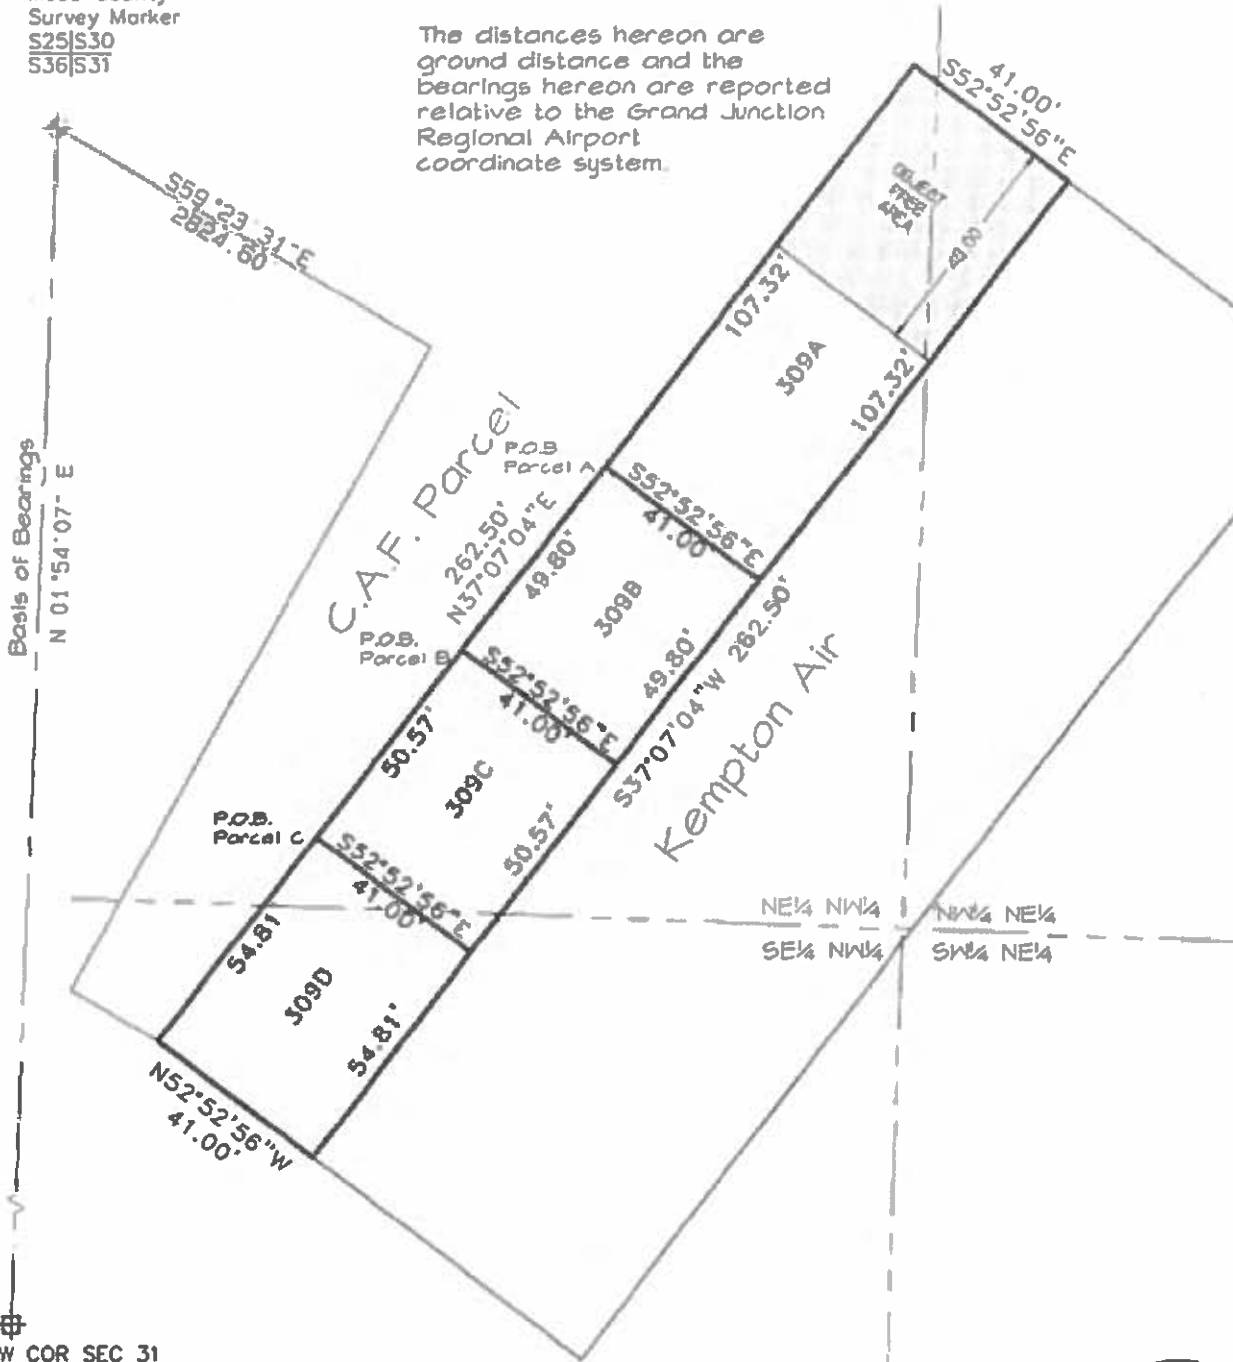 Survey Marker
S25|S30
S36|S31
The distances hereon are
ground distance and the
bearings hereon are reported
relative to the Grand Junction
Regional Airport
coordinate system.
41.00'
S52°52'56"E
S59°23'31"E
2824.60
OBJECT
FREE
AREA
48.00
107.32'
309A
107.32'
Basis of Bearings
N 01°54'07" E
C.A.F. Parcel
P.O.B
Parcel A
S52°52'56"E
41.00'
262.50'
N37°07'04"E
49.80'
309B
49.80'
S37°07'04"W 262.50'
Kempton Air
P.O.B.
Parcel B
S52°52'56"E
41.00'
50.57'
309C
50.57'
P.O.B.
Parcel C
S52°52'56"E
41.00'
54.81
309D
54.81'
N52°52'56"W
41.00'
NE¼ NW¼
NW¼ NE¼
SE¼ NW¼
SW¼ NE¼
W COR SEC 31